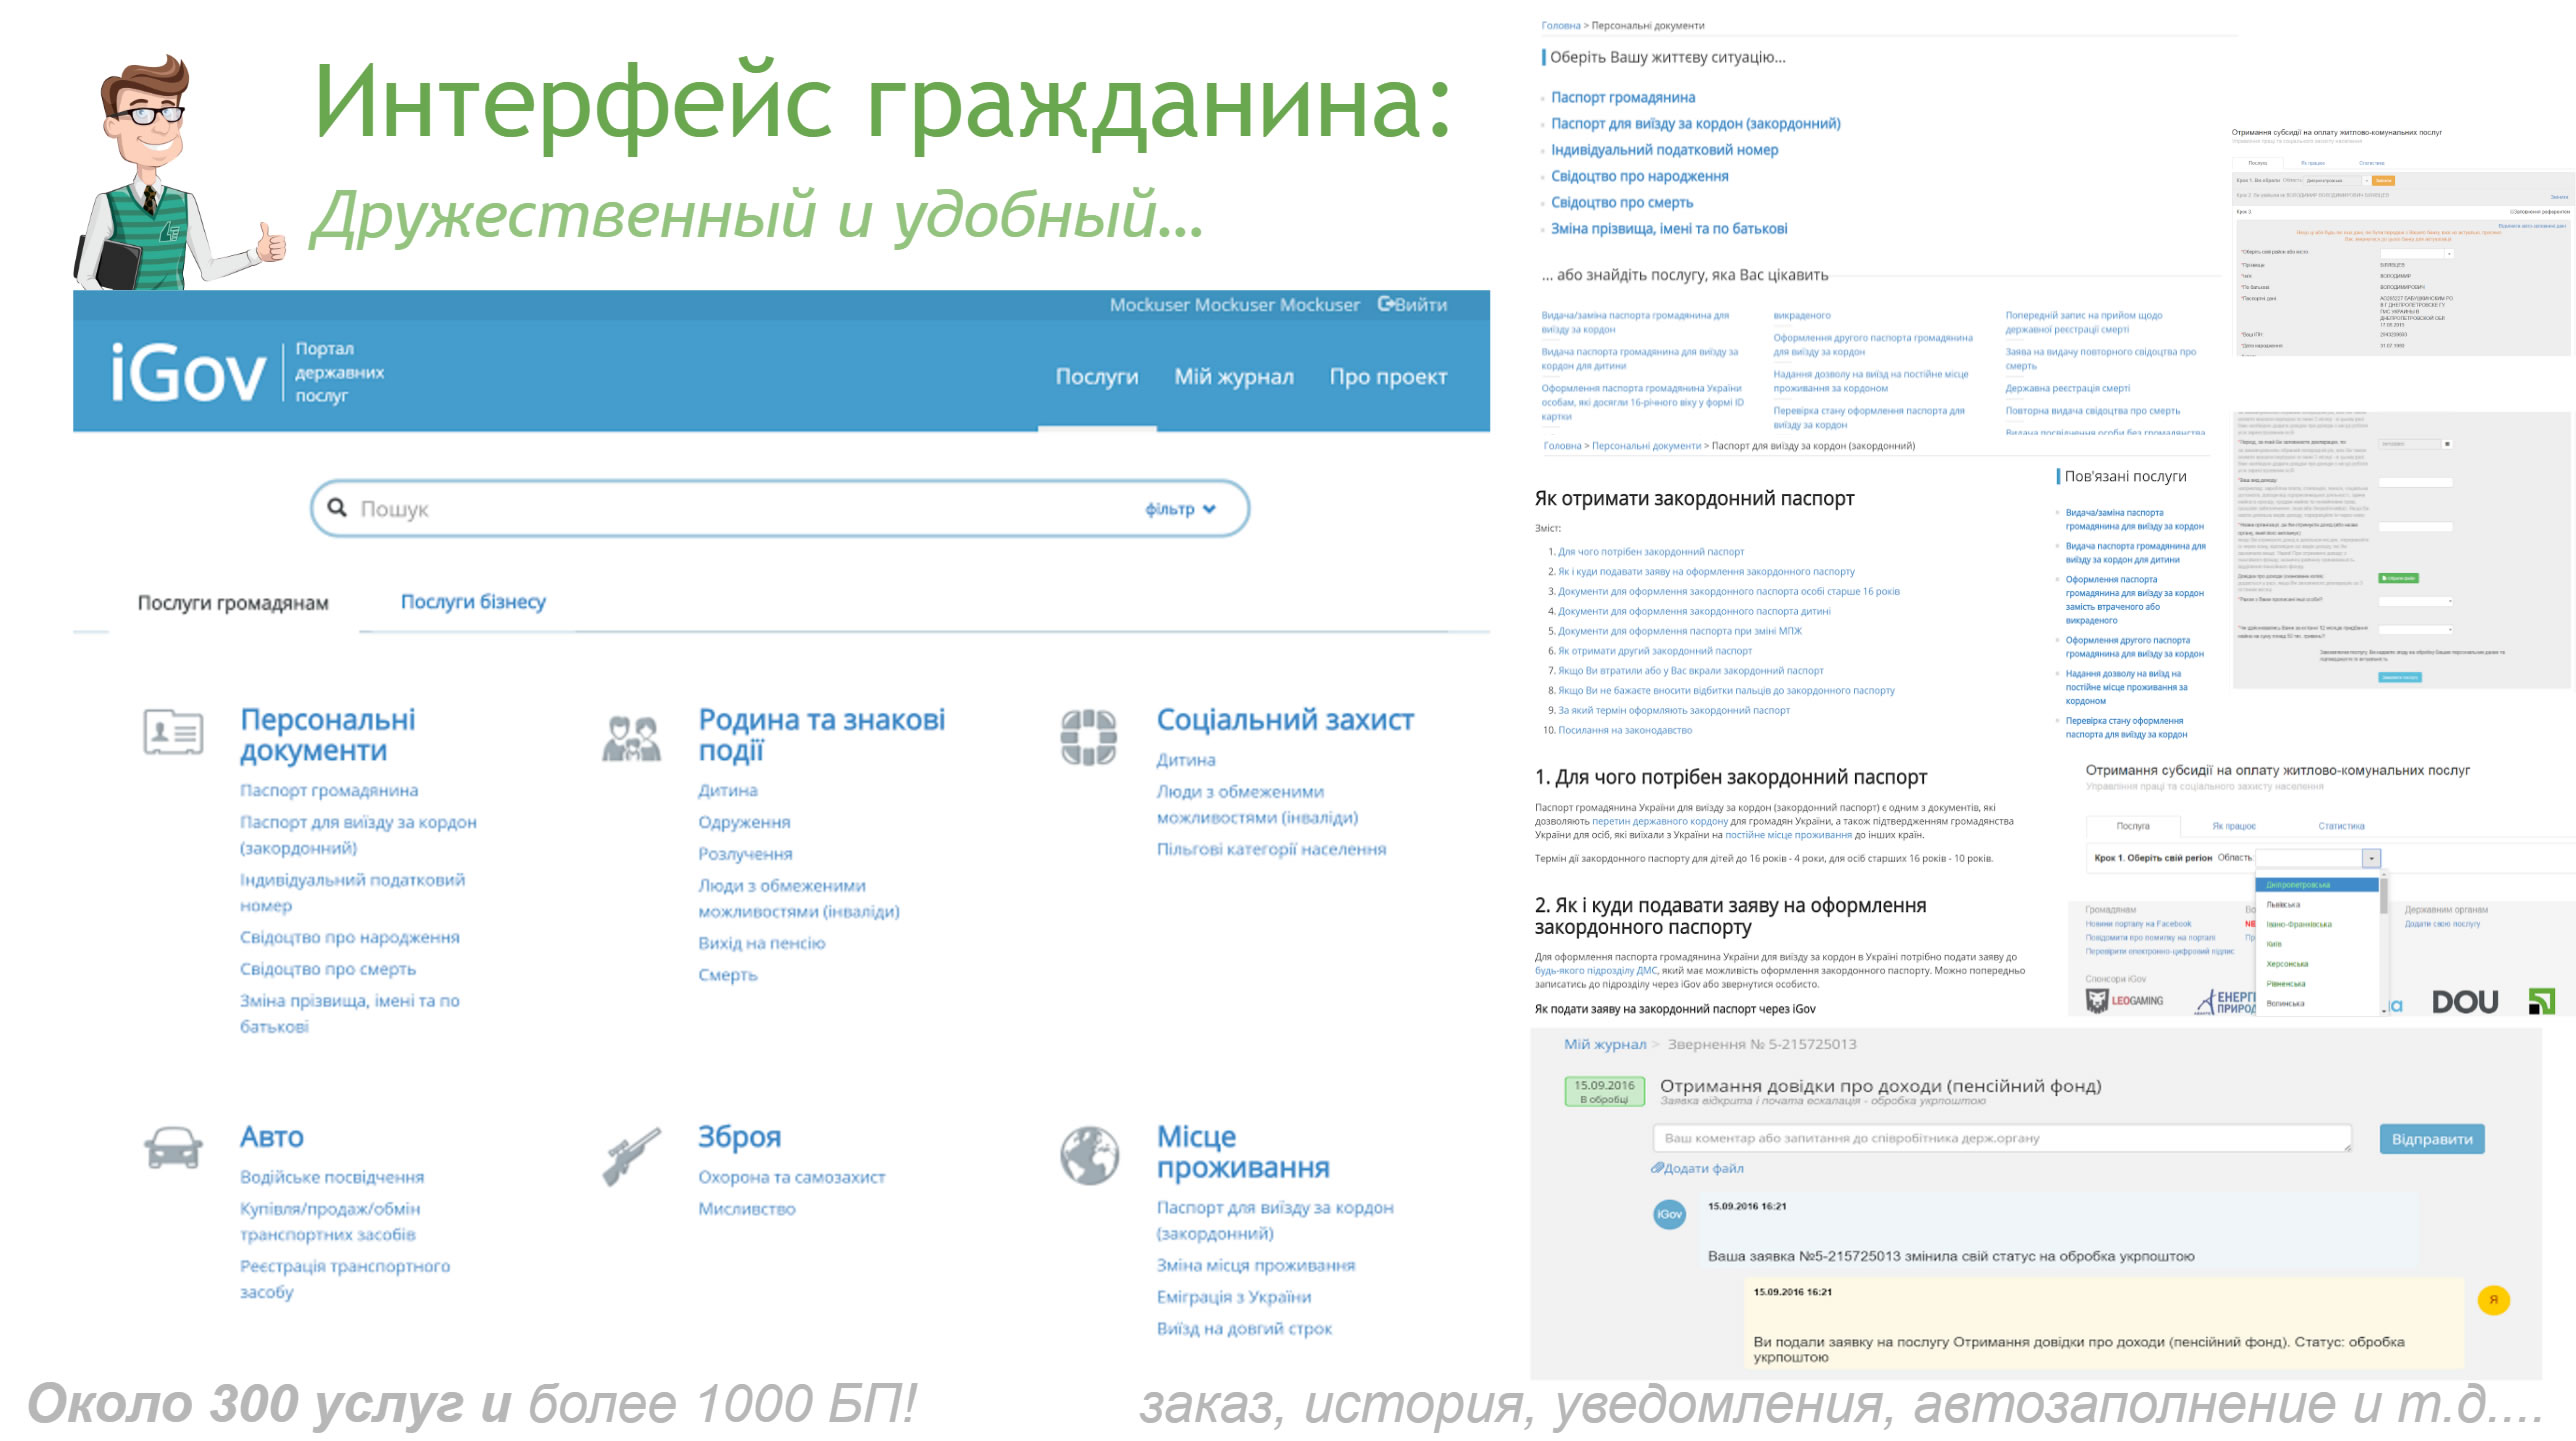 Интерфейс гражданина:
Дружественный и удобный...
Mockuser Mockuser Mockuser Вийти
iGov
Портал
державних
послуг
Послуги Мій журнал Про проект
Пошук фільтр
Послуги громадянам Послуги бізнесу
Персональні
документи
Паспорт громадянина
Паспорт для виїзду за кордон
(закордонний)
Індивідуальний податковий
номер
Свідоцтво про народження
Свідоцтво про смерть
Зміна прізвища, імені та по
батькові
Родина та знакові
події
Дитина
Одруження
Розлучення
Люди з обмеженими
можливостями (інваліди)
Вихід на пенсію
Смерть
Соціальний захист
Дитина
Люди з обмеженими
можливостями (інваліди)
Пільгові категорії населення
Авто
Водійське посвідчення
Купівля/продаж/обмін
транспортних засобів
Реєстрація транспортного
засобу
Зброя
Охорона та самозахист
Мисливство
Місце
проживання
Паспорт для виїзду за кордон
(закордонний)
Зміна місця проживання
Еміграція з України
Виїзд на довгий строк
Головна > Персональні документи
Оберіть Вашу життєву ситуацію...
Паспорт громадянина
Паспорт для виїзду за кордон (закордонний)
Індивідуальний податковий номер
Свідоцтво про народження
Свідоцтво про смерть
Зміна прізвища, імені та по батькові
... або знайдіть послугу, яка Вас цікавить
Видача/заміна паспорта громадянина для
виїзду за кордон
Видача паспорта громадянина для виїзду за
кордон для дитини
Оформлення паспорта громадянина України
особам, які досягли 16-річного віку у формі ID
картки
викраденого
Оформлення другого паспорта громадянина
для виїзду за кордон
Надання дозволу на виїзд на постійне місце
проживання за кордоном
Перевірка стану оформлення паспорта для
виїзду за кордон
Попередній запис на прийом щодо
державної реєстрації смерті
Заява на видачу повторного свідоцтва про
смерть
Державна реєстрація смерті
Повторна видача свідоцтва про смерть
Видача посвідчення особи без громадянства
Головна > Персональні документи > Паспорт для виїзду за кордон (закордонний)
Як отримати закордонний паспорт
Зміст:
1. Для чого потрібен закордонний паспорт
2. Як і куди подавати заяву на оформлення закордонного паспорту
3. Документи для оформлення закордонного паспорта особі старше 16 років
4. Документи для оформлення закордонного паспорта дитині
5. Документи для оформлення паспорта при зміні МПЖ
6. Як отримати другий закордонний паспорт
7. Якщо Ви втратили або у Вас вкрали закордонний паспорт
8. Якщо Ви не бажаєте вносити відбитки пальців до закордонного паспорту
9. За який термін оформляють закордонний паспорт
10. Посилання на законодавство
Пов'язані послуги
Видача/заміна паспорта
громадянина для виїзду за кордон
Видача паспорта громадянина для
виїзду за кордон для дитини
Оформлення паспорта
громадянина для виїзду за кордон
замість втраченого або
викраденого
Оформлення другого паспорта
громадянина для виїзду за кордон
Надання дозволу на виїзд на
постійне місце проживання за
кордоном
Перевірка стану оформлення
паспорта для виїзду за кордон
1. Для чого потрібен закордонний паспорт
Паспорт громадянина України для виїзду за кордон (закордонний паспорт) є одним з документів, які
дозволяють перетин державного кордону для громадян України, а також підтвердженням громадянства
України для осіб, які виїхали з України на постійне місце проживання до інших країн.
Термін дії закордонного паспорту для дітей до 16 років - 4 роки, для осіб старших 16 років - 10 років.
2. Як і куди подавати заяву на оформлення
закордонного паспорту
Для оформлення паспорта громадянина України для виїзду за кордон в Україні потрібно подати заяву до
будь-якого підрозділу ДМС, який має можливість оформлення закордонного паспорту. Можно попередньо
записатись до підрозділу через iGov або звернутися особисто.
Як подати заяву на закордонний паспорт через iGov
Отримання субсидії на оплату житлово-комунальних послуг
Послуга Як працює Статистика
Отримання субсидії на оплату житлово-комунальних послуг
Управління праці та соціального захисту населення
Послуга Як працює Статистика
Крок 1. Оберіть свій регіон Область:
Дніпропетровська
Львівська
Івано-Франківська
Київ
Херсонська
Рівненська
Волинська
Громадянам
Новини порталу на Facebook
Повідомити про помилку на порталі
Перевірити електронно-цифровий підпис
Державним органам
Додати свою послугу
Спонсори iGov
LEOGAMING
DOU
Мій журнал > Звернення № 5-215725013
15.09.2016
В обробці
Отримання довідки про доходи (пенсійний фонд)
Заявка відкрита і почата ескалація - обробка укрпоштою
Ваш коментар або запитання до співробітника держ.органу
Відправити
Додати файл
iGov
15.09.2016 16:21
Ваша заявка №5-215725013 змінила свій статус на обробка укрпоштою
15.09.2016 16:21
Я
Ви подали заявку на послугу Отримання довідки про доходи (пенсійний фонд). Статус: обробка
укрпоштою
Около 300 услуг и более 1000 БП!
заказ, история, уведомления, автозаполнение и т.д....